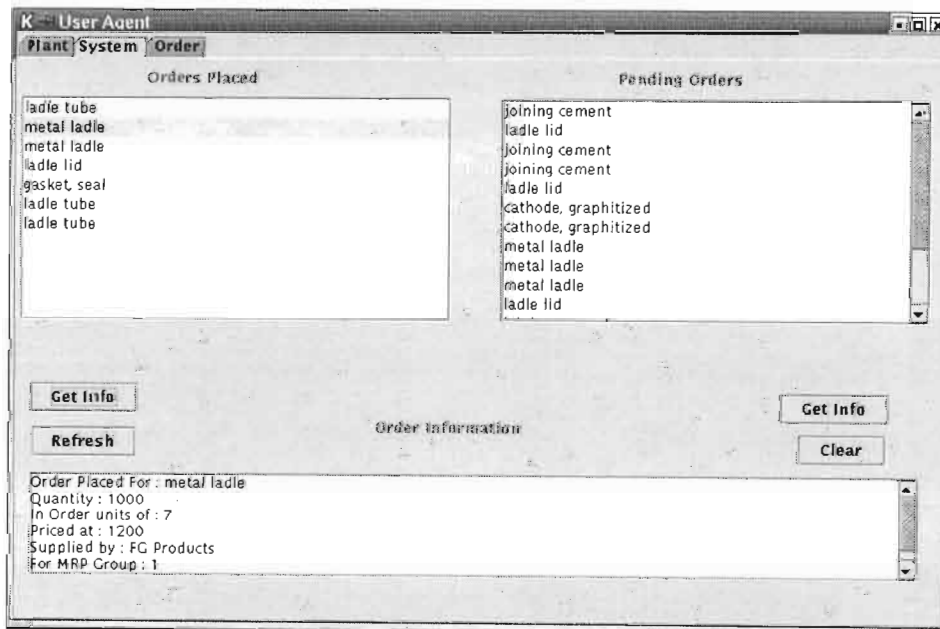 K User Agent
Plant System Order
Orders Placed
ladle tube
metal ladle
metal ladle
ladle lid
gasket, seal
ladle tube
ladle tube
Pending Orders
joining cement
ladle lid
joining cement
joining cement
ladle lid
cathode, graphitized
cathode, graphitized
metal ladle
metal ladle
metal ladle
ladle lid
Get Info
Refresh
Order Information
Get Info
Clear
Order Placed For : metal ladle
Quantity : 1000
In Order units of : 7
Priced at : 1200
Supplied by : FG Products
For MRP Group : 1